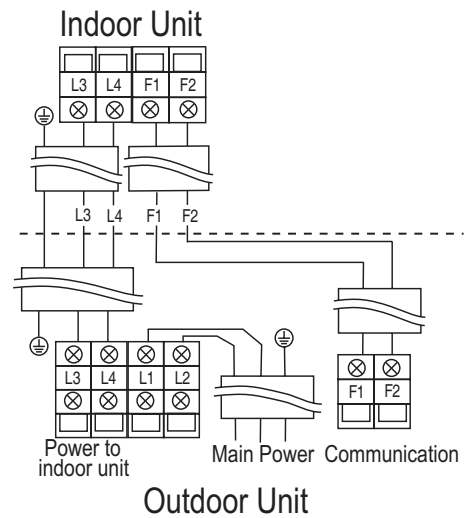 Indoor Unit
L3 L4 F1 F2
L3 L4 F1 F2
L3 L4 L1 L2
F1 F2
Power to
indoor unit
Main Power
Communication
Outdoor Unit